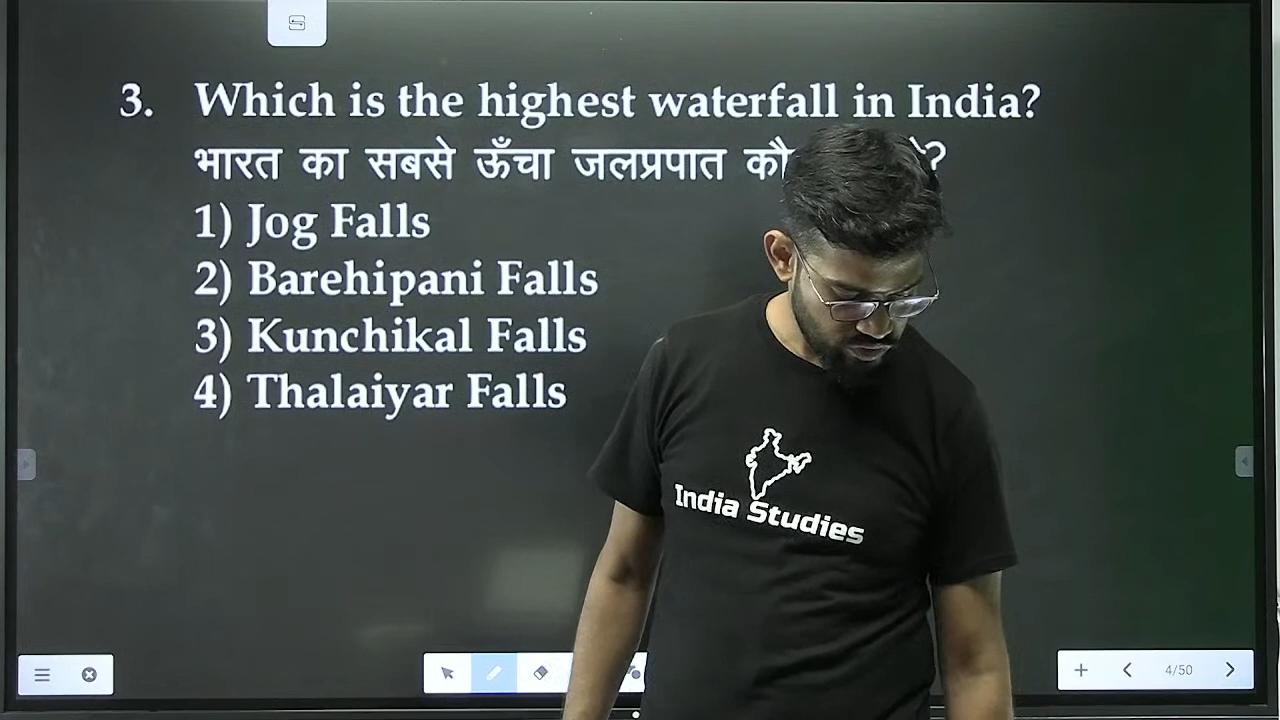 3. Which is the highest waterfall in India?
भारत का सबसे ऊँचा जलप्रपात
1) Jog Falls
2) Barehipani Falls
3) Kunchikal Falls
4) Thalaiyar Falls
India Studies
4/50